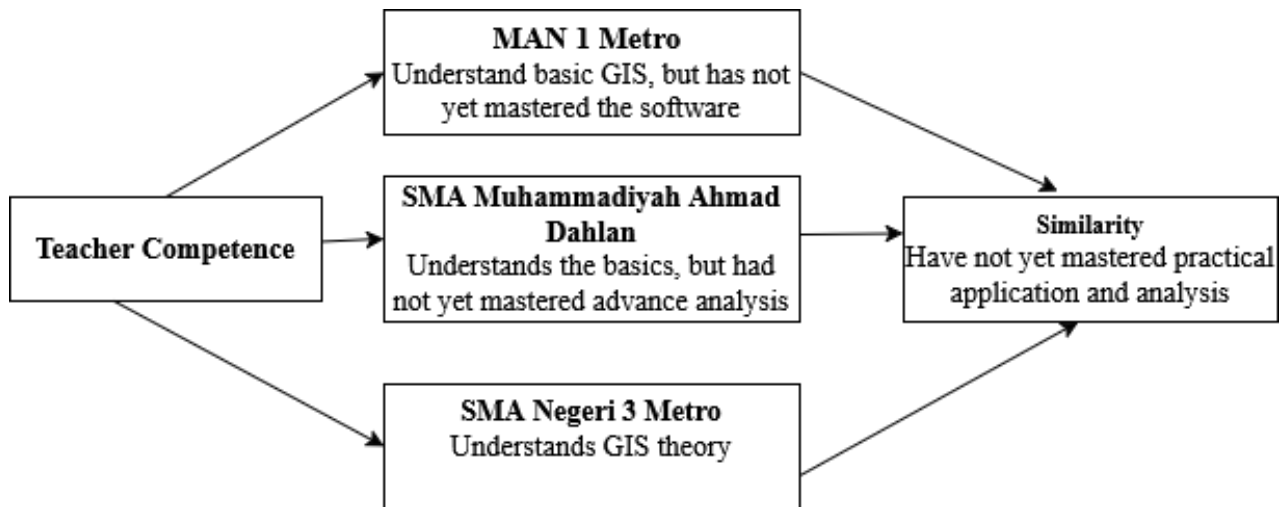 MAN 1 Metro
Understand basic GIS, but has not
yet mastered the software
Teacher Competence
SMA Muhammadiyah Ahmad
Dahlan
Understands the basics, but had
not yet mastered advance analysis
SMA Negeri 3 Metro
Understands GIS theory
Similarity
Have not yet mastered practical
application and analysis